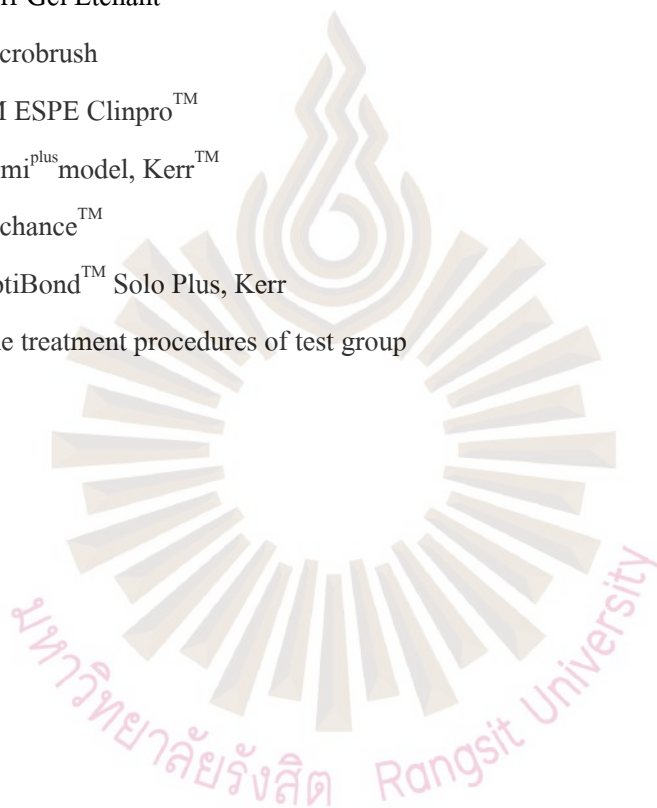 Gel Etchant
crobrush
ESPE Clinpro™
mi plus model, Kerr™
chance™
otiBond™ Solo Plus, Kerr
e treatment procedures of test group
มหาวิทยาลัยรังสิต Rangsit University